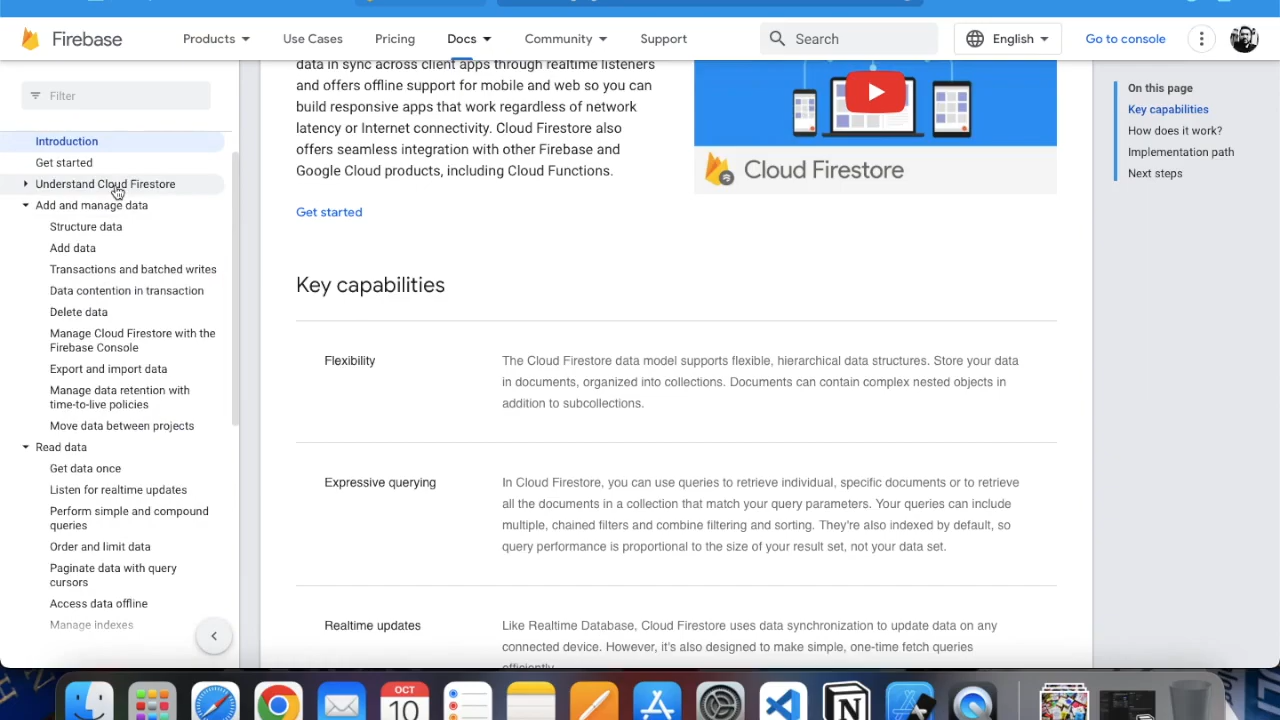 Firebase
Products
Use Cases
Pricing
Docs
Community
Support
Search
English
Go to console
Filter
Introduction
Get started
Understand Cloud Firestore
Add and manage data
Structure data
Add data
Transactions and batched writes
Data contention in transaction
Delete data
Manage Cloud Firestore with the
Firebase Console
Export and import data
Manage data retention with
time-to-live policies
Move data between projects
Read data
Get data once
Listen for realtime updates
Perform simple and compound
queries
Order and limit data
Paginate data with query
cursors
Access data offline
Manage indexes
data in sync across client apps through realtime listeners
and offers offline support for mobile and web so you can
build responsive apps that work regardless of network
latency or Internet connectivity. Cloud Firestore also
offers seamless integration with other Firebase and
Google Cloud products, including Cloud Functions.
Cloud Firestore
Get started
Key capabilities
Flexibility
The Cloud Firestore data model supports flexible, hierarchical data structures. Store your data
in documents, organized into collections. Documents can contain complex nested objects in
addition to subcollections.
Expressive querying
In Cloud Firestore, you can use queries to retrieve individual, specific documents or to retrieve
all the documents in a collection that match your query parameters. Your queries can include
multiple, chained filters and combine filtering and sorting. They're also indexed by default, so
query performance is proportional to the size of your result set, not your data set.
Realtime updates
Like Realtime Database, Cloud Firestore uses data synchronization to update data on any
connected device. However, it's also designed to make simple, one-time fetch queries
efficiently.
On this page
Key capabilities
How does it work?
Implementation path
Next steps
OCT
10